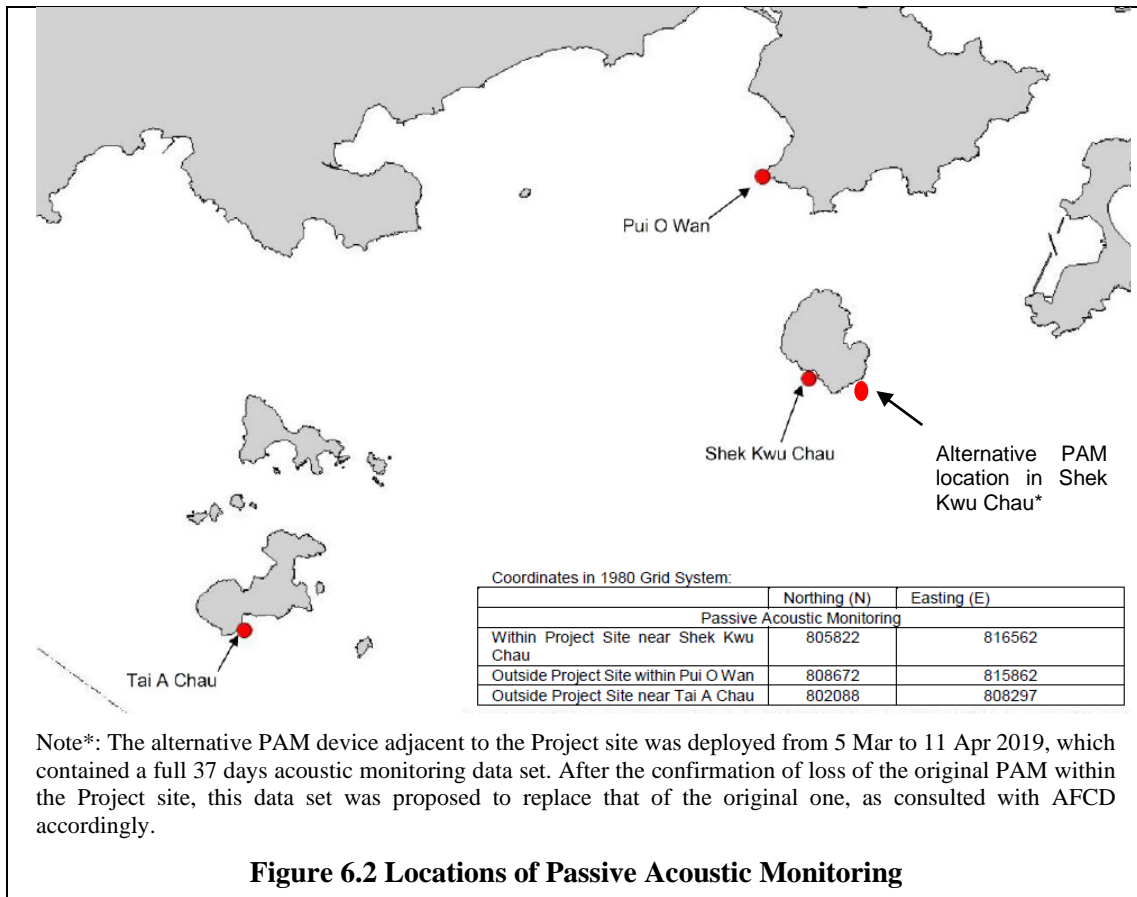 Pui O Wan
Shek Kwu Chau
Alternative PAM
location in Shek
Kwu Chau*
Tai A Chau
Coordinates in 1980 Grid System:
Northing (N) Easting (E)
Passive Acoustic Monitoring
Within Project Site near Shek Kwu 805822 816562
Chau
Outside Project Site within Pui O Wan 808672 815862
Outside Project Site near Tai A Chau 802088 808297
Note*: The alternative PAM device adjacent to the Project site was deployed from 5 Mar to 11 Apr 2019, which
contained a full 37 days acoustic monitoring data set. After the confirmation of loss of the original PAM within
the Project site, this data set was proposed to replace that of the original one, as consulted with AFCD
accordingly.
Figure 6.2 Locations of Passive Acoustic Monitoring